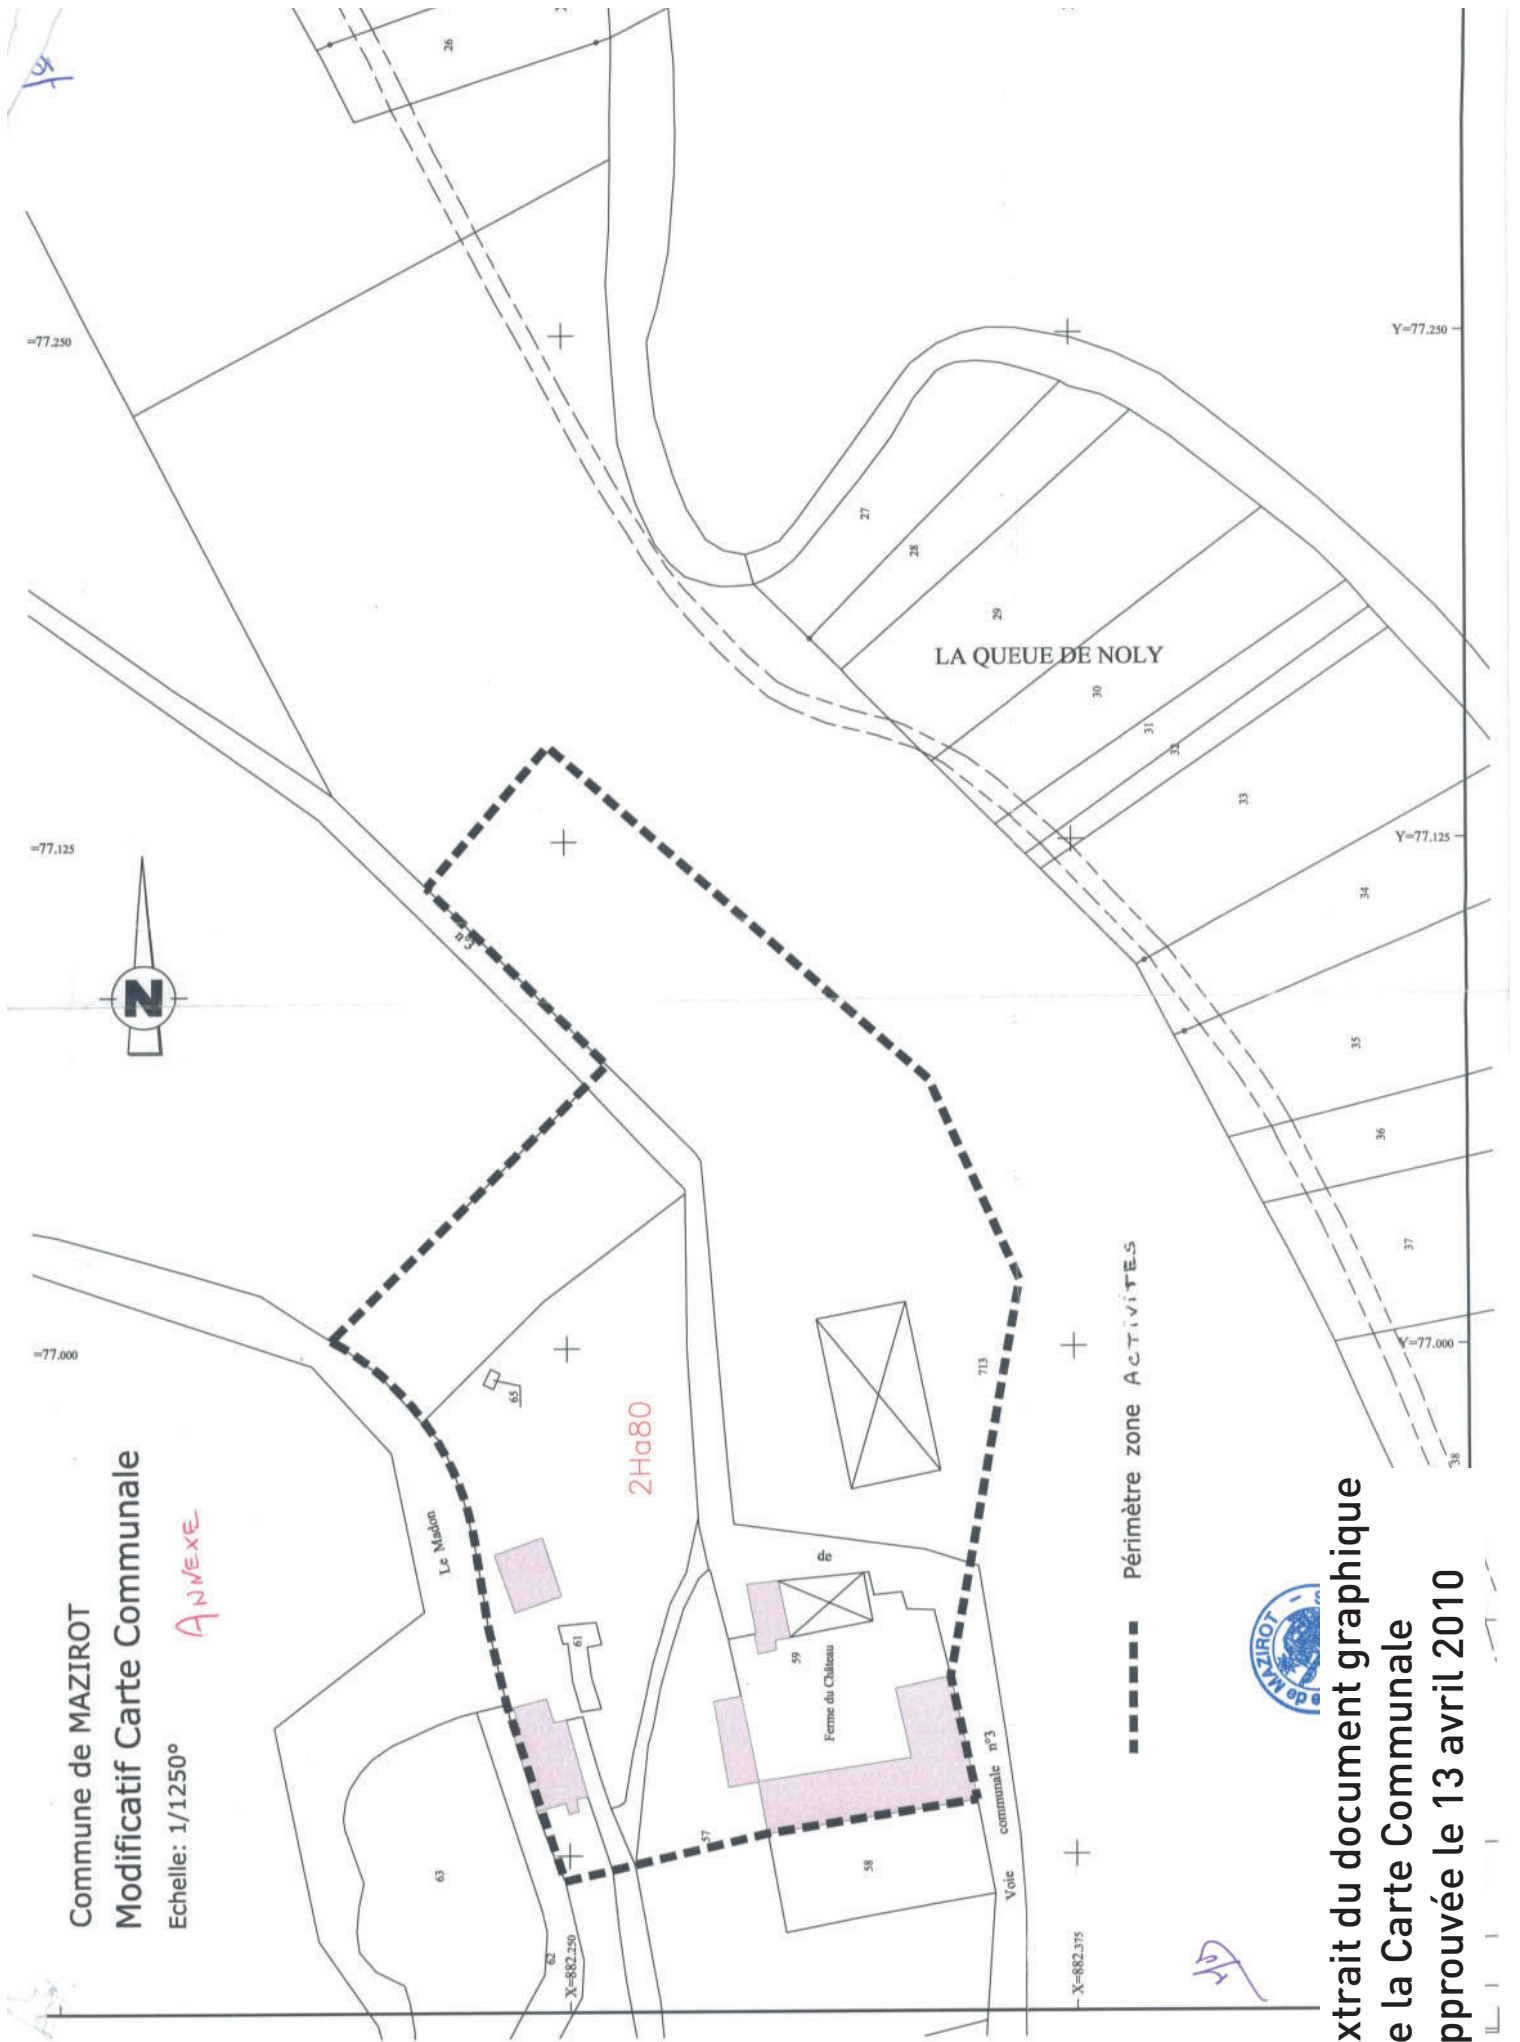 Commune de MAZIROT
Modificatif Carte Communale
Echelle: 1/1250°
ANNEXE
=77.250
=77.125
=77.000
N
26
n°3
Le Madon
65
2Ha80
61
63
62
X=882.250
57
58
59
Ferme du Château
de
713
Voie
communale
n°3
X=882.375
27
28
29
LA QUEUE DE NOLY
30
31
32
33
34
35
36
37
38
Y=77.250
Y=77.125
Y=77.000
Périmètre zone ACTIVITES
de MAZIROT
xtrait du document graphique
e la Carte Communale
pprouvée le 13 avril 2010